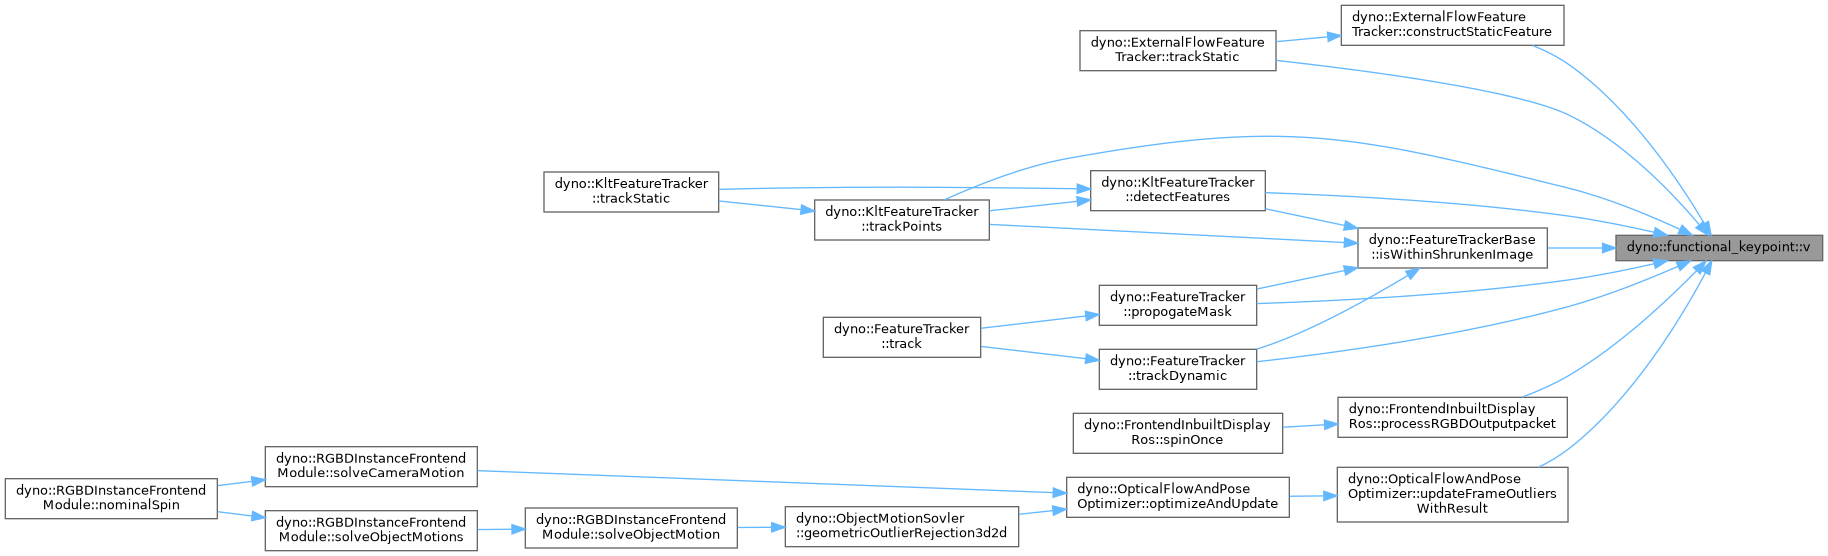 dyno::ExternalFlowFeature
Tracker::constructStaticFeature
dyno::ExternalFlowFeature
Tracker::trackStatic
dyno::KltFeatureTracker
::trackStatic
dyno::KltFeatureTracker
::detectFeatures
dyno::KltFeatureTracker
::trackPoints
dyno::FeatureTrackerBase
::isWithinShrunkenImage
dyno::functional_keypoint::v
dyno::FeatureTracker
::propogateMask
dyno::FeatureTracker
::track
dyno::FeatureTracker
::trackDynamic
dyno::FrontendInbuiltDisplay
Ros::processRGBDOutputpacket
dyno::FrontendInbuiltDisplay
Ros::spinOnce
dyno::RGBDInstanceFrontend
Module::solveCameraMotion
dyno::OpticalFlowAndPose
Optimizer::updateFrameOutliers
WithResult
dyno::RGBDInstanceFrontend
Module::nominalSpin
dyno::OpticalFlowAndPose
Optimizer::optimizeAndUpdate
dyno::RGBDInstanceFrontend
Module::solveObjectMotions
dyno::RGBDInstanceFrontend
Module::solveObjectMotion
dyno::ObjectMotionSovler
::geometricOutlierRejection3d2d